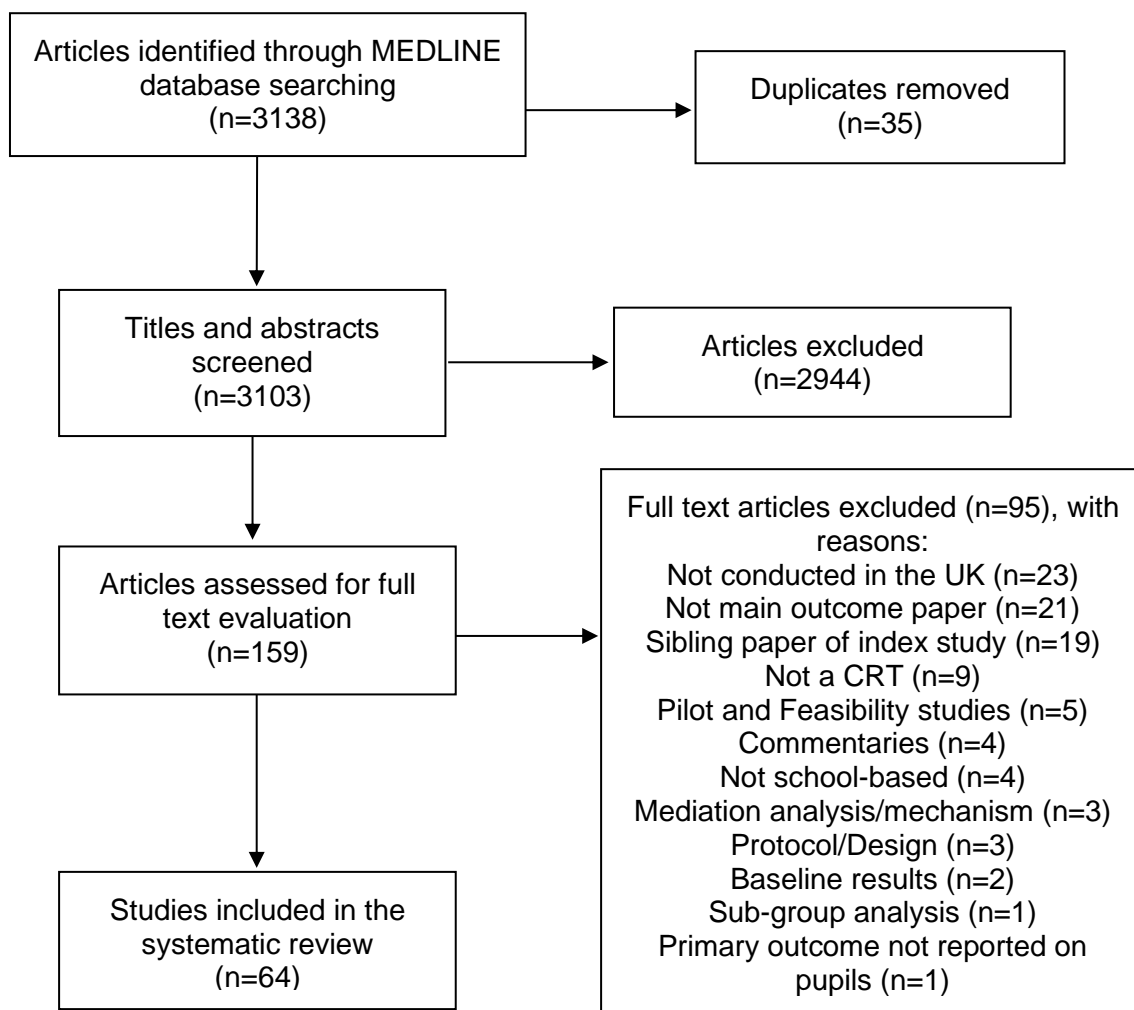 Articles identified through MEDLINE
database searching
(n=3138)
Duplicates removed
(n=35)
Titles and abstracts
screened
(n=3103)
Articles excluded
(n=2944)
Articles assessed for full
text evaluation
(n=159)
Full text articles excluded (n=95), with
reasons:
Not conducted in the UK (n=23)
Not main outcome paper (n=21)
Sibling paper of index study (n=19)
Not a CRT (n=9)
Pilot and Feasibility studies (n=5)
Commentaries (n=4)
Not school-based (n=4)
Mediation analysis/mechanism (n=3)
Protocol/Design (n=3)
Baseline results (n=2)
Sub-group analysis (n=1)
Primary outcome not reported on
pupils (n=1)
Studies included in the
systematic review
(n=64)